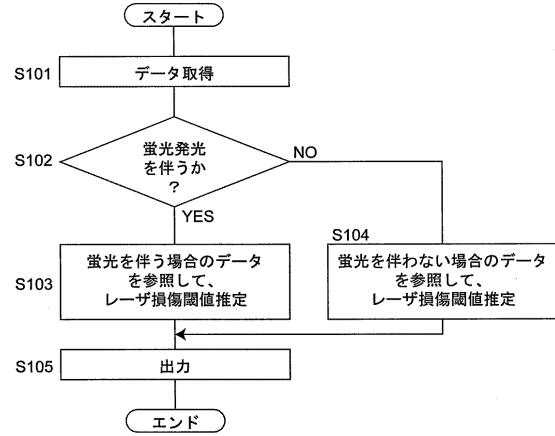 スタート
S101
データ取得
S102
蛍光発光
を伴うか
?
NO
YES
S103
蛍光を伴う場合のデータ
を参照して、
レーザ損傷閾値推定
S104
蛍光を伴わない場合のデータ
を参照して、
レーザ損傷閾値推定
S105
出力
エンド